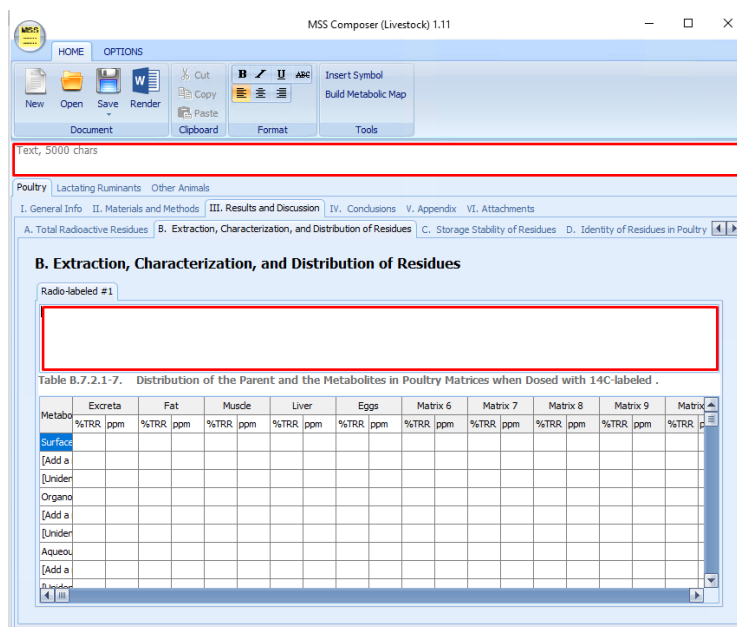 MSS Composer (Livestock) 1.11
MSS
HOME OPTIONS
New Open Save Render
Cut
Copy
Paste
B I U ABC
Insert Symbol
Build Metabolic Map
Document Clipboard Format Tools
Text, 5000 chars
Poultry Lactating Ruminants Other Animals
I. General Info II. Materials and Methods III. Results and Discussion IV. Conclusions V. Appendix VI. Attachments
A. Total Radioactive Residues B. Extraction, Characterization, and Distribution of Residues C. Storage Stability of Residues D. Identity of Residues in Poultry
B. Extraction, Characterization, and Distribution of Residues
Radio-labeled #1
Table B.7.2.1-7. Distribution of the Parent and the Metabolites in Poultry Matrices when Dosed with 14C-labeled .
Metabo Excreta Fat Muscle Liver Eggs Matrix 6 Matrix 7 Matrix 8 Matrix 9 Matrix
%TRR ppm %TRR ppm %TRR ppm %TRR ppm %TRR ppm %TRR ppm %TRR ppm %TRR ppm %TRR ppm %TRR p
Surface
[Add a
[Uniden
Organo
[Add a
[Uniden
Aqueou
[Add a
[Uniden